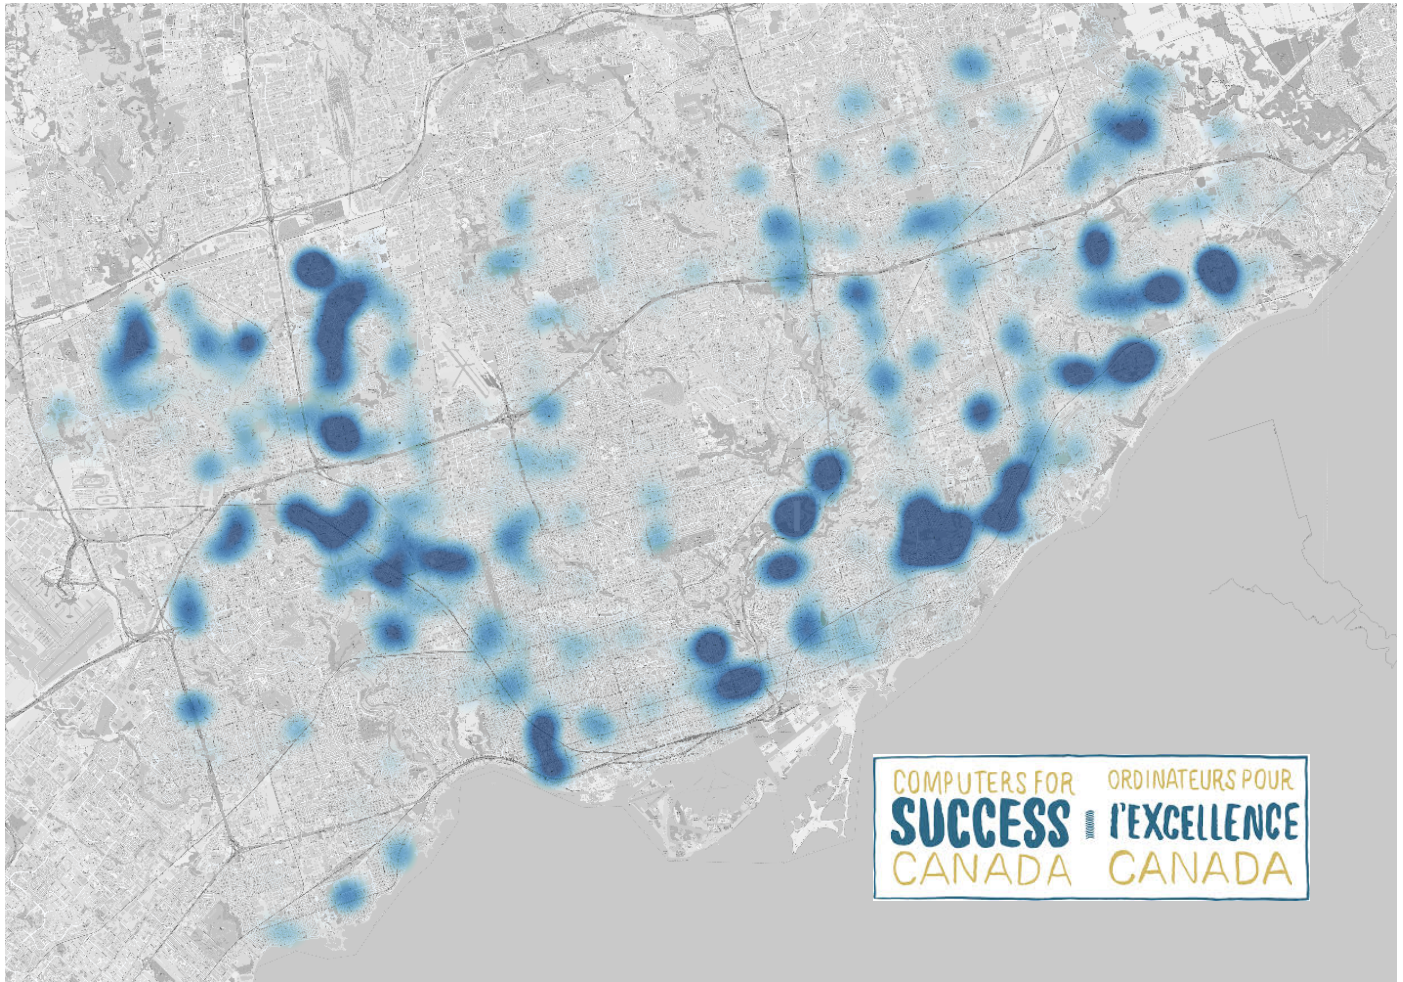 COMPUTERS FOR
SUCCESS
CANADA
ORDINATEURS POUR
l'EXCELLENCE
CANADA